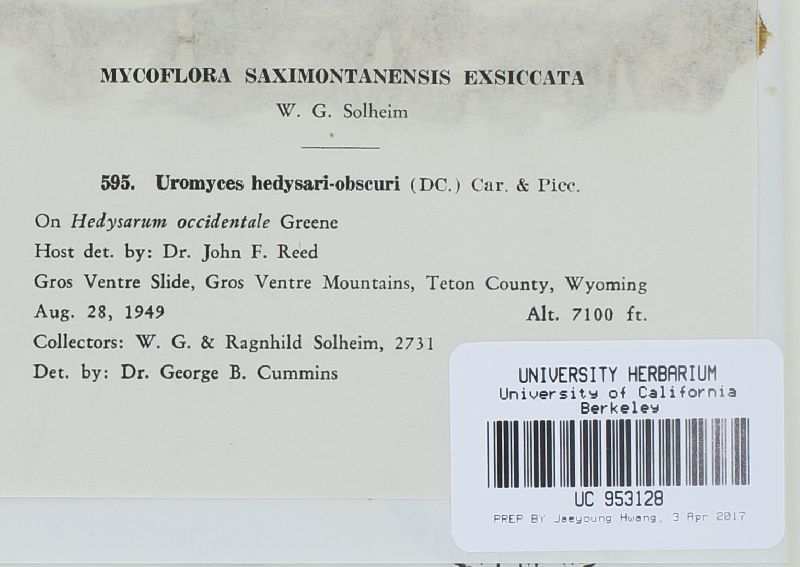 MYCOFLORA SAXIMONTANENSIS EXSICCATA
W. G. Solheim
595. Uromyces hedysari-obscuri (DC.) Car. & Picc.
On Hedysarum occidentale Greene
Host det. by: Dr. John F. Reed
Gros Ventre Slide, Gros Ventre Mountains, Teton County, Wyoming
Aug. 28, 1949 Alt. 7100 ft.
Collectors: W. G. & Ragnhild Solheim, 2731
Det. by: Dr. George B. Cummins
UNIVERSITY HERBARIUM
University of California
Berkeley
UC 953128
PREP BY Jaeyoung Hwang, 3 Apr 2017